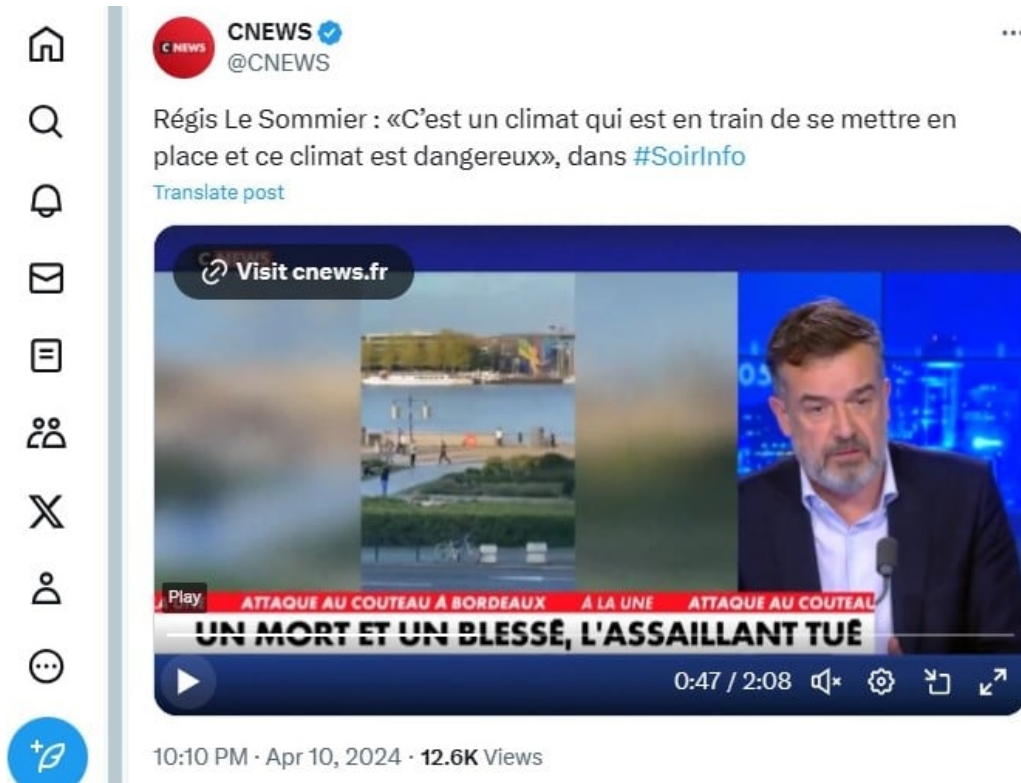 CNEWS
C NEWS
@CNEWS
Régis Le Sommier : «C’est un climat qui est en train de se mettre en
place et ce climat est dangereux», dans #SoirInfo
Translate post
Visit cnews.fr
Play
À LA UNE ATTAQUE AU COUTEAU À BORDEAUX À LA UNE ATTAQUE AU COUTEAU
UN MORT ET UN BLESSÉ, L'ASSAILLANT TUÉ
0:47 / 2:08
10:10 PM · Apr 10, 2024 · 12.6K Views